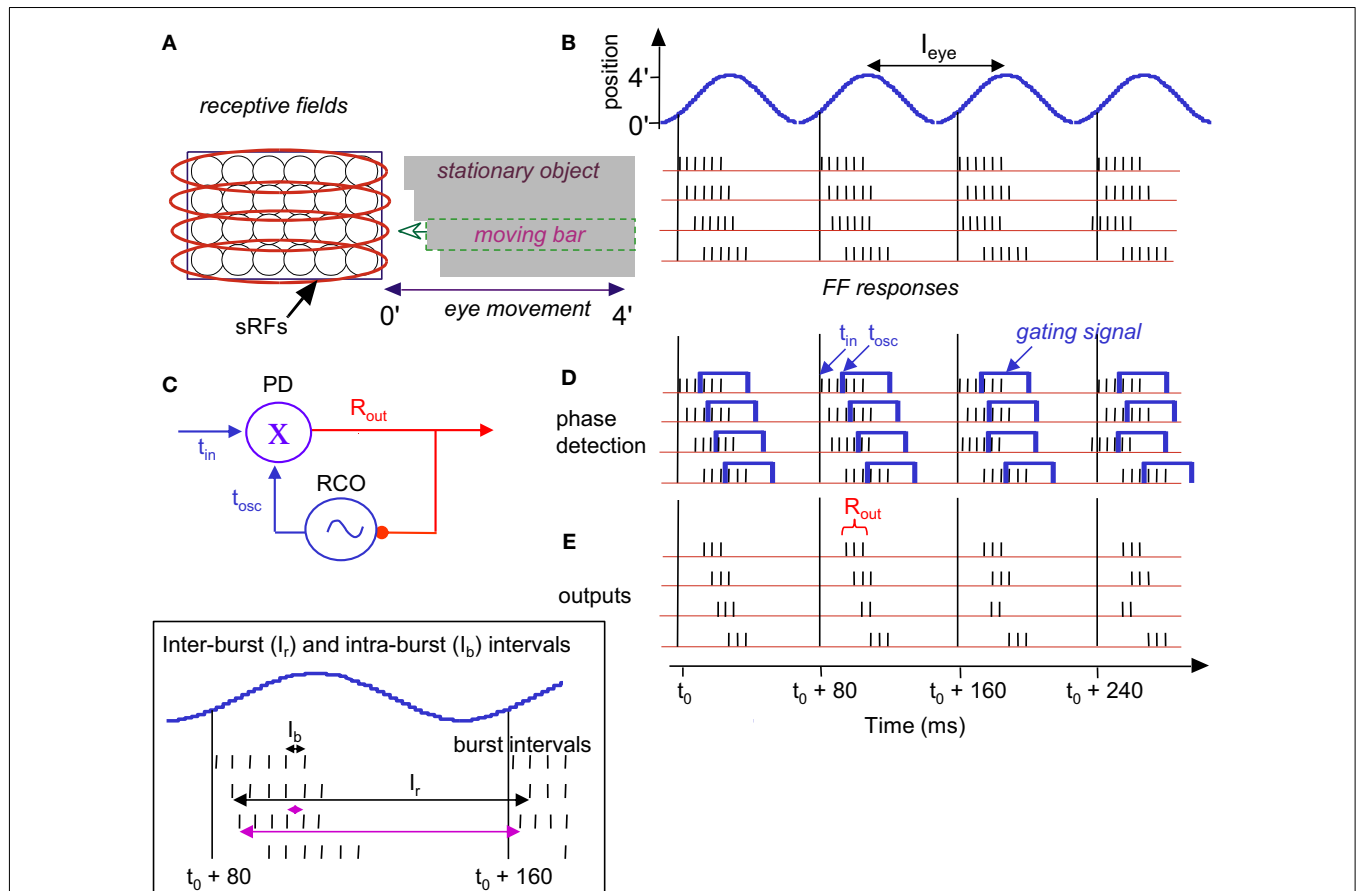 A
receptive fields
stationary object
moving bar
0'
eye movement
4'
sRFs
B
position
4'
0'
I_eye
FF responses
C
PD
X
R_out
t_in
t_osc
RCO
D
phase
detection
t_in t_osc
gating signal
E
outputs
R_out
t_0
t_0 + 80
t_0 + 160
t_0 + 240
Time (ms)
Inter-burst (I_r) and intra-burst (I_b) intervals
I_b
burst intervals
I_r
t_0 + 80
t_0 + 160